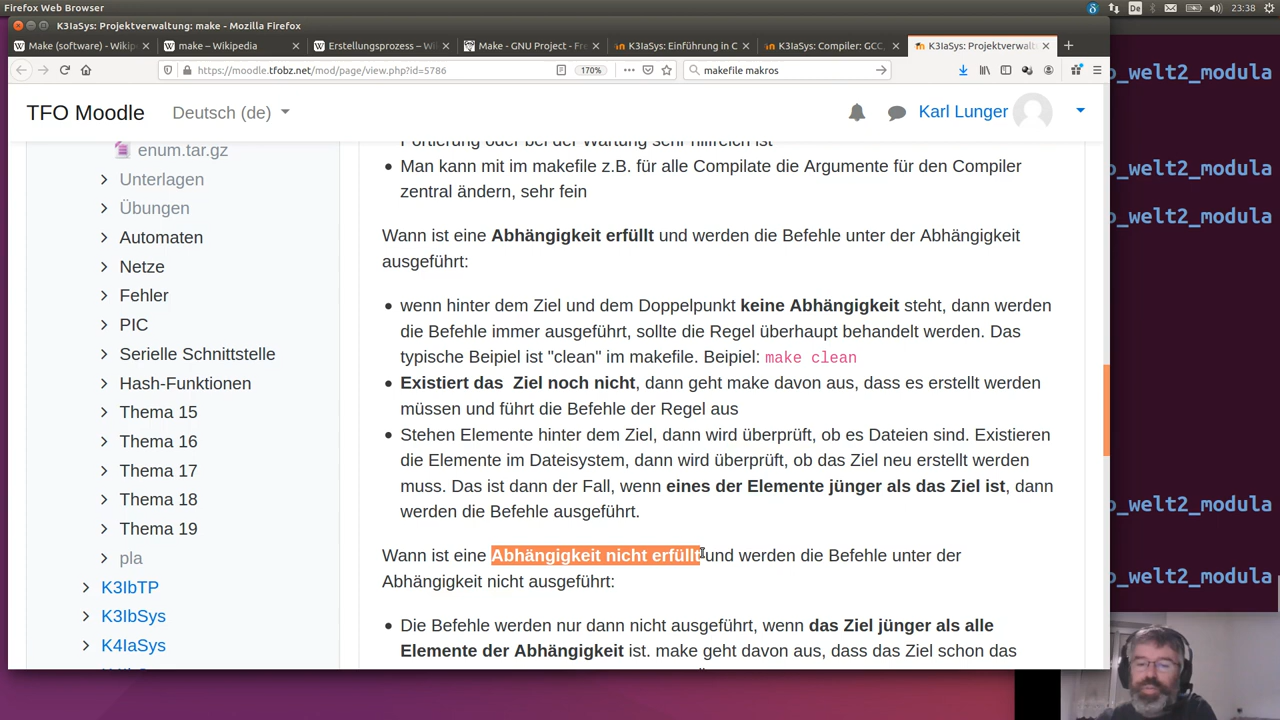 Firefox Web Browser
De
23:38
K3IaSys: Projektverwaltung: make - Mozilla Firefox
Make (software) - Wikip
make – Wikipedia
Erstellungsprozess – Wi
Make - GNU Project - Fre
K3IaSys: Einführung in C
K3IaSys: Compiler: GCC,
K3IaSys: Projektverwalt
https://moodle.tfobz.net/mod/page/view.php?id=5786
170%
makefile makros
TFO Moodle
Deutsch (de)
Karl Lunger
enum.tar.gz
Unterlagen
Übungen
Automaten
Netze
Fehler
PIC
Serielle Schnittstelle
Hash-Funktionen
Thema 15
Thema 16
Thema 17
Thema 18
Thema 19
pla
K3IbTP
K3IbSys
K4IaSys
Portierung oder bei der Wartung sehr hilfreich ist
Man kann mit im makefile z.B. für alle Compilate die Argumente für den Compiler
zentral ändern, sehr fein
Wann ist eine Abhängigkeit erfüllt und werden die Befehle unter der Abhängigkeit
ausgeführt:
wenn hinter dem Ziel und dem Doppelpunkt keine Abhängigkeit steht, dann werden
die Befehle immer ausgeführt, sollte die Regel überhaupt behandelt werden. Das
typische Beipiel ist "clean" im makefile. Beipiel: make clean
Existiert das Ziel noch nicht, dann geht make davon aus, dass es erstellt werden
müssen und führt die Befehle der Regel aus
Stehen Elemente hinter dem Ziel, dann wird überprüft, ob es Dateien sind. Existieren
die Elemente im Dateisystem, dann wird überprüft, ob das Ziel neu erstellt werden
muss. Das ist dann der Fall, wenn eines der Elemente jünger als das Ziel ist, dann
werden die Befehle ausgeführt.
Wann ist eine Abhängigkeit nicht erfüllt und werden die Befehle unter der
Abhängigkeit nicht ausgeführt:
Die Befehle werden nur dann nicht ausgeführt, wenn das Ziel jünger als alle
Elemente der Abhängigkeit ist. make geht davon aus, dass das Ziel schon das
o_welt2_modula
o_welt2_modula
o_welt2_modula
o_welt2_modula
o_welt2_modula